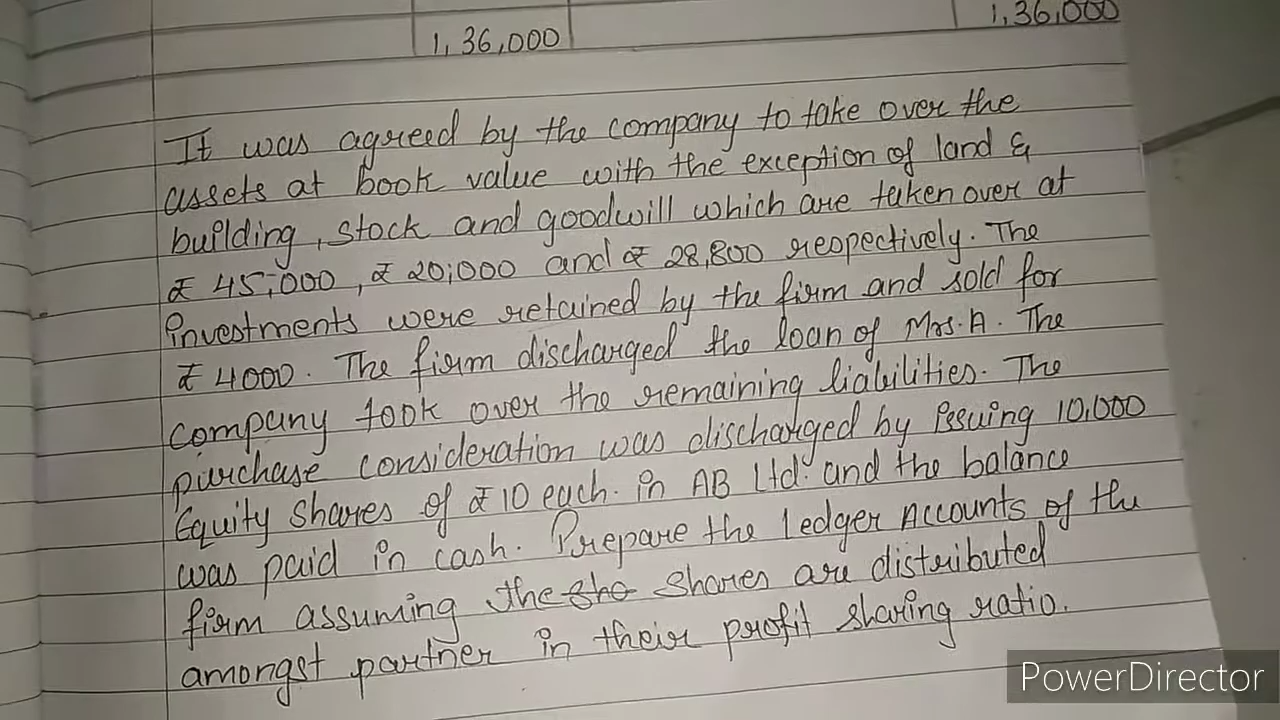 1,36,000 1,36,000
It was agreed by the company to take over the
assets at book value with the exception of land &
building, stock and goodwill which are taken over at
₹ 45,000, ₹ 20,000 and ₹ 28,800 respectively. The
investments were retained by the firm and sold for
₹ 4000. The firm discharged the loan of Mrs. A. The
company took over the remaining liabilities. The
purchase consideration was discharged by issuing 10,000
Equity shares of ₹ 10 each. in AB Ltd. and the balance
was paid in cash. Prepare the Ledger Accounts of the
firm assuming the sho shares are distributed
amongst partner in their profit sharing ratio.
PowerDirector